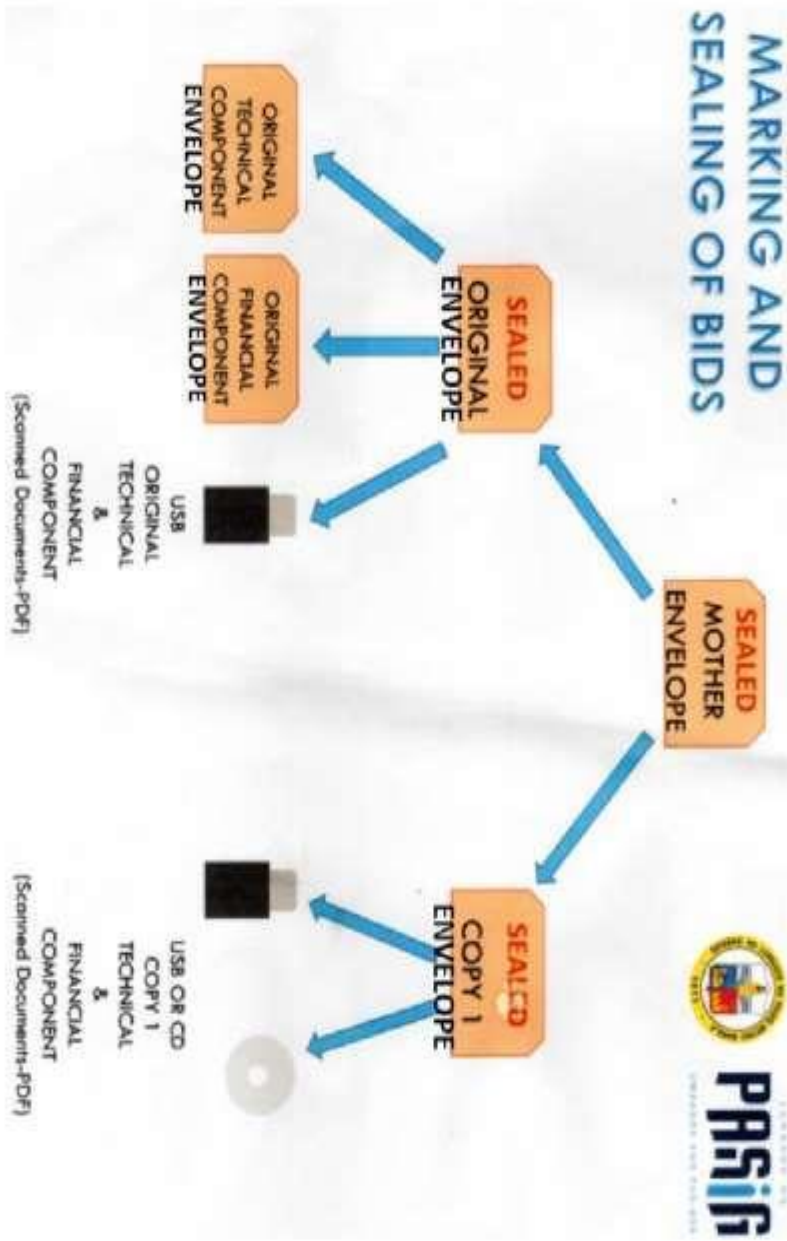 MARKING AND
SEALING OF BIDS
PASIG
SEALED
MOTHER
ENVELOPE
SEALED
ORIGINAL
ENVELOPE
SEALED
COPY 1
ENVELOPE
ORIGINAL
TECHNICAL
COMPONENT
ENVELOPE
ORIGINAL
FINANCIAL
COMPONENT
ENVELOPE
USB
ORIGINAL
TECHNICAL
&
FINANCIAL
COMPONENT
(Scanned Documents-PDF)
USB OR CD
COPY 1
TECHNICAL
&
FINANCIAL
COMPONENT
(Scanned Documents-PDF)